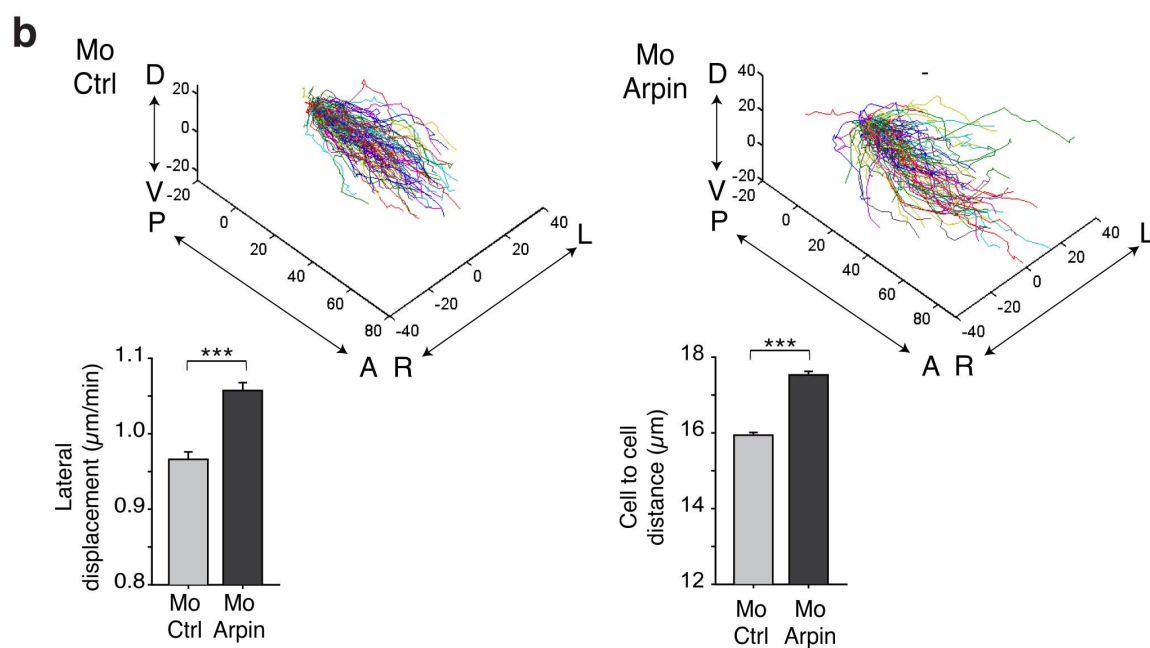 b
Mo
Ctrl
D
20
0
-20
V
-20
0
20
40
60
80
P
A
-40
-20
0
20
40
R
L
Mo
Arpin
-
D
40
20
0
-20
V
-20
0
20
40
60
80
P
A
-40
-20
0
20
40
R
L
Lateral
displacement (µm/min)
1.1
1.0
0.9
0.8
***
Mo Mo
Ctrl Arpin
Cell to cell
distance (µm)
18
16
14
12
***
Mo Mo
Ctrl Arpin